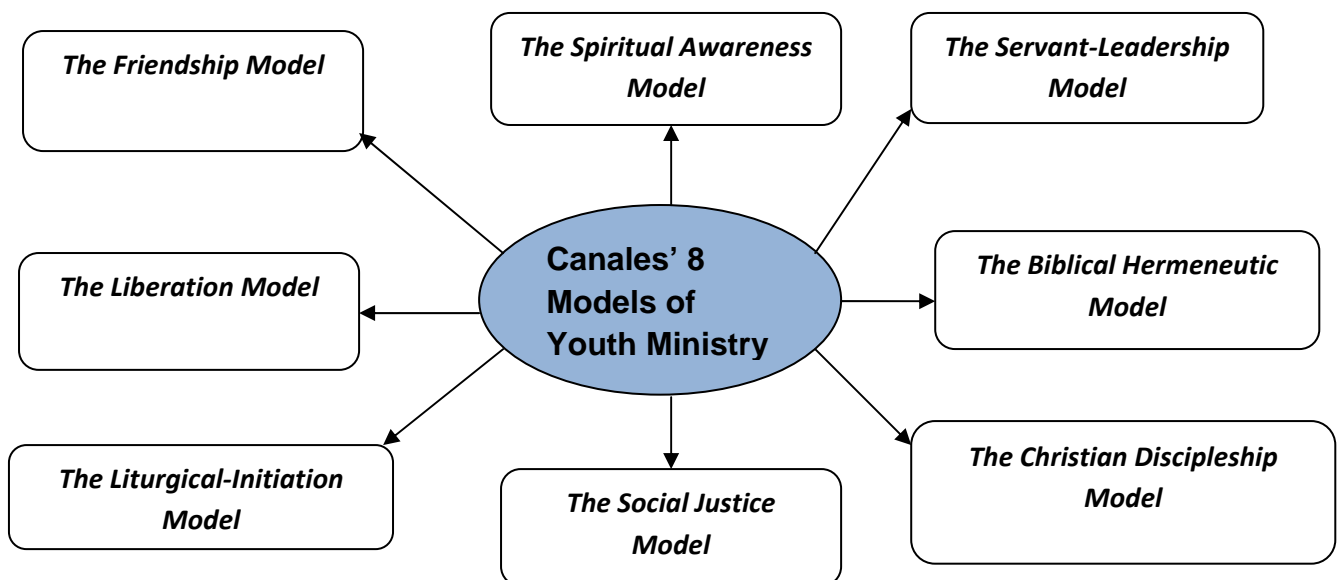 The Friendship Model
The Spiritual Awareness
Model
The Servant-Leadership
Model
Canales’ 8
Models of
Youth Ministry
The Liberation Model
The Biblical Hermeneutic
Model
The Liturgical-Initiation
Model
The Social Justice
Model
The Christian Discipleship
Model